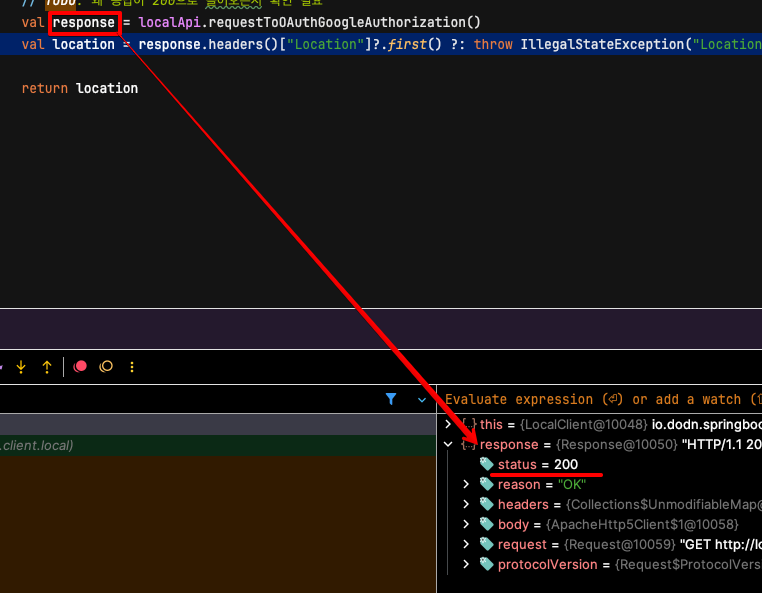 // TODO: 왜 응답이 200으로 들어오는지 확인 필요
val response = localApi.requestToOAuthGoogleAuthorization()
val location = response.headers()["Location"]?.first() ?: throw IllegalStateException("Location
return location
Evaluate expression (⏎) or add a watch (
.client.local)
this = {LocalClient@10048} io.dodn.springboo
response = {Response@10050} "HTTP/1.1 20
status = 200
reason = "OK"
headers = {Collections$UnmodifiableMap@
body = {ApacheHttp5Client$1@10058}
request = {Request@10059} "GET http://lo
protocolVersion = {Request$ProtocolVers